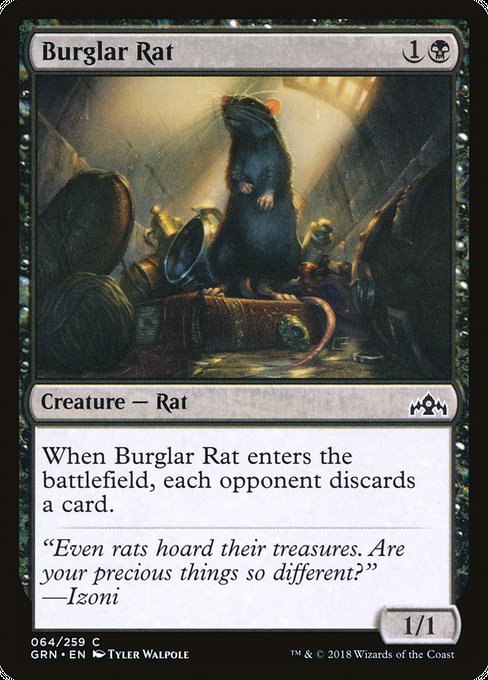 Burglar Rat 1
Creature — Rat
When Burglar Rat enters the
battlefield, each opponent discards
a card.
“Even rats hoard their treasures. Are
your precious things so different?”
—Izoni
1/1
064/259 C
GRN • EN Tyler Walpole
™ & © 2018 Wizards of the Coast